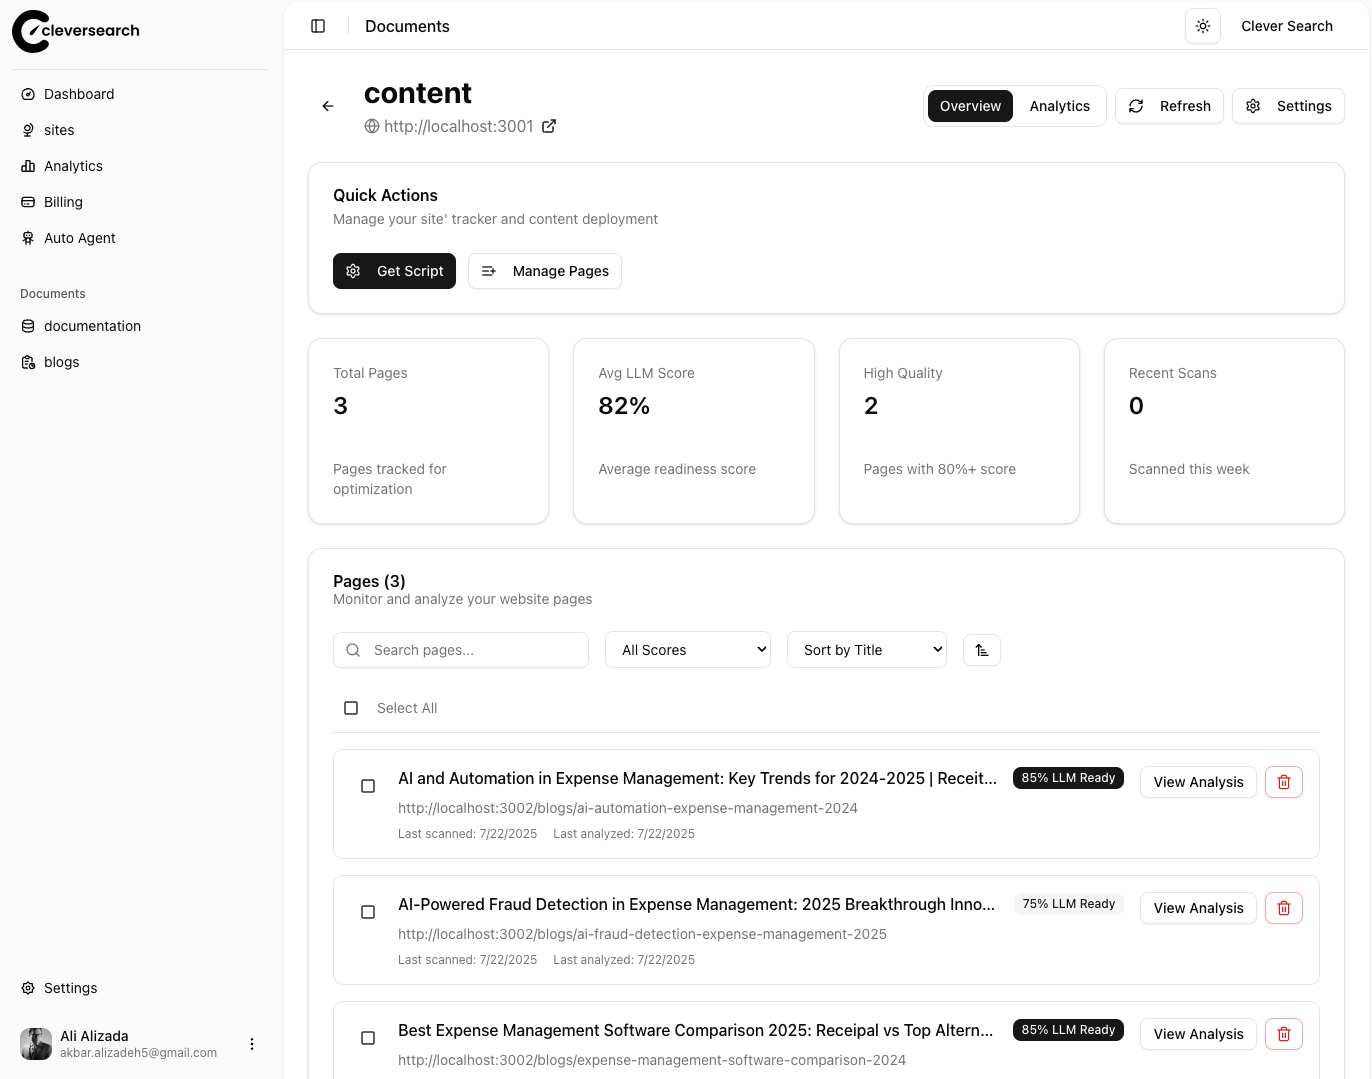 cleversearch
Dashboard
sites
Analytics
Billing
Auto Agent
Documents
documentation
blogs
Settings
Ali Alizada
akbar.alizadeh5@gmail.com
Documents
Clever Search
content
http://localhost:3001
Overview
Analytics
Refresh
Settings
Quick Actions
Manage your site' tracker and content deployment
Get Script
Manage Pages
Total Pages
3
Pages tracked for
optimization
Avg LLM Score
82%
Average readiness score
High Quality
2
Pages with 80%+ score
Recent Scans
0
Scanned this week
Pages (3)
Monitor and analyze your website pages
Search pages...
All Scores
Sort by Title
Select All
AI and Automation in Expense Management: Key Trends for 2024-2025 | Receit...
85% LLM Ready
View Analysis
http://localhost:3002/blogs/ai-automation-expense-management-2024
Last scanned: 7/22/2025 Last analyzed: 7/22/2025
AI-Powered Fraud Detection in Expense Management: 2025 Breakthrough Inno...
75% LLM Ready
View Analysis
http://localhost:3002/blogs/ai-fraud-detection-expense-management-2025
Last scanned: 7/22/2025 Last analyzed: 7/22/2025
Best Expense Management Software Comparison 2025: Receipal vs Top Altern...
85% LLM Ready
View Analysis
http://localhost:3002/blogs/expense-management-software-comparison-2024